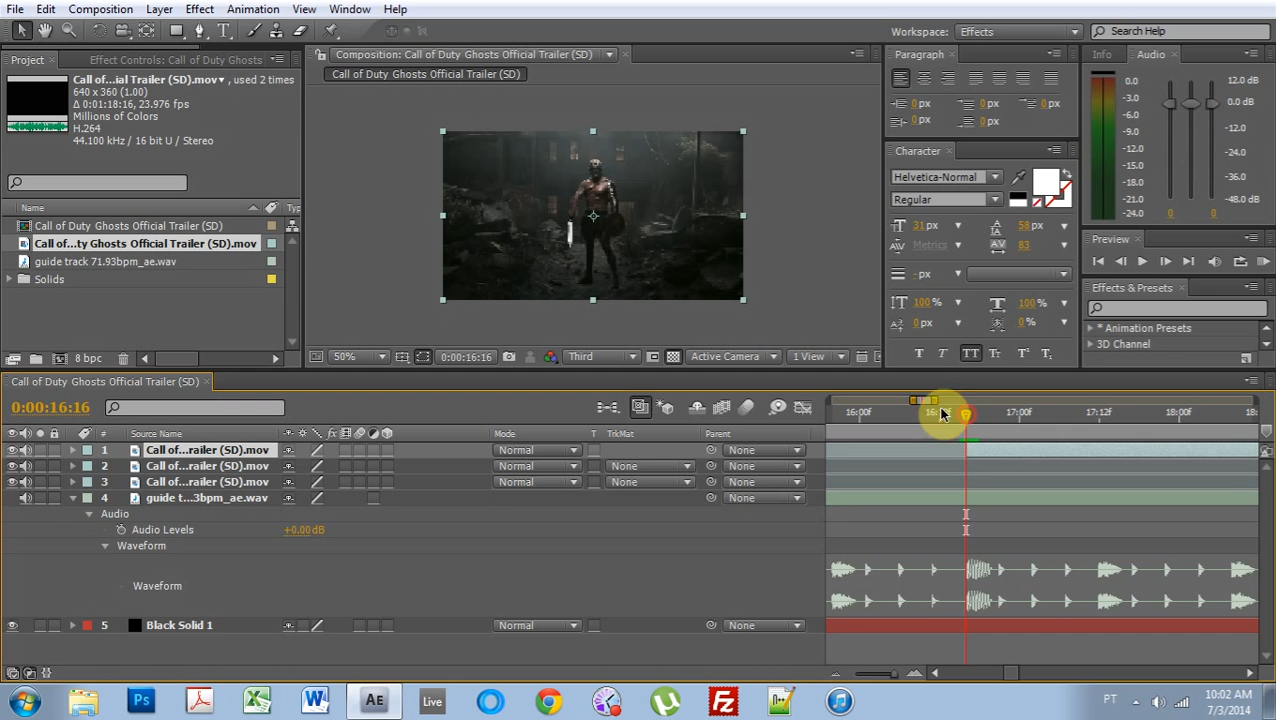 File Edit Composition Layer Effect Animation View Window Help
Workspace: Effects
Search Help
Project Effect Controls: Call of Duty Ghosts
Composition: Call of Duty Ghosts Official Trailer (SD)
Paragraph
Info Audio
Call of...ial Trailer (SD).mov, used 2 times
640 x 360 (1.00)
Δ 0:01:18:16, 23.976 fps
Millions of Colors
H.264
44.100 kHz / 16 bit U / Stereo
Call of Duty Ghosts Official Trailer (SD)
0 px 0 px 0 px
0 px 0 px
0.0
-3.0
-6.0
-9.0
-12.0
-15.0
-18.0
-21.0
-24.0
12.0 dB
0.0 dB
-12.0
-24.0
-36.0
-48.0 dB
0 0
Character
Helvetica-Normal
Regular
31 px 58 px
Metrics 83
- px
100 % 100 %
0 px 0 %
TT
Name Ty
Call of Duty Ghosts Official Trailer (SD)
Call of...ty Ghosts Official Trailer (SD).mov
guide track 71.93bpm_ae.wav
Solids
Preview
Effects & Presets
* Animation Presets
3D Channel
8 bpc
50% 0:00:16:16 Third Active Camera 1 View
Call of Duty Ghosts Official Trailer (SD)
0:00:16:16
16:00f 16: 17:00f 17:12f 18:00f 18:
# Source Name Mode T TrkMat Parent
1 Call of...railer (SD).mov Normal None
2 Call of...railer (SD).mov Normal None None
3 Call of...railer (SD).mov Normal None None
4 guide t...3bpm_ae.wav None
Audio
Audio Levels +0.00dB
Waveform
Waveform
5 Black Solid 1 Normal None None
Ps X W AE Live Fz
PT
10:02 AM
7/3/2014